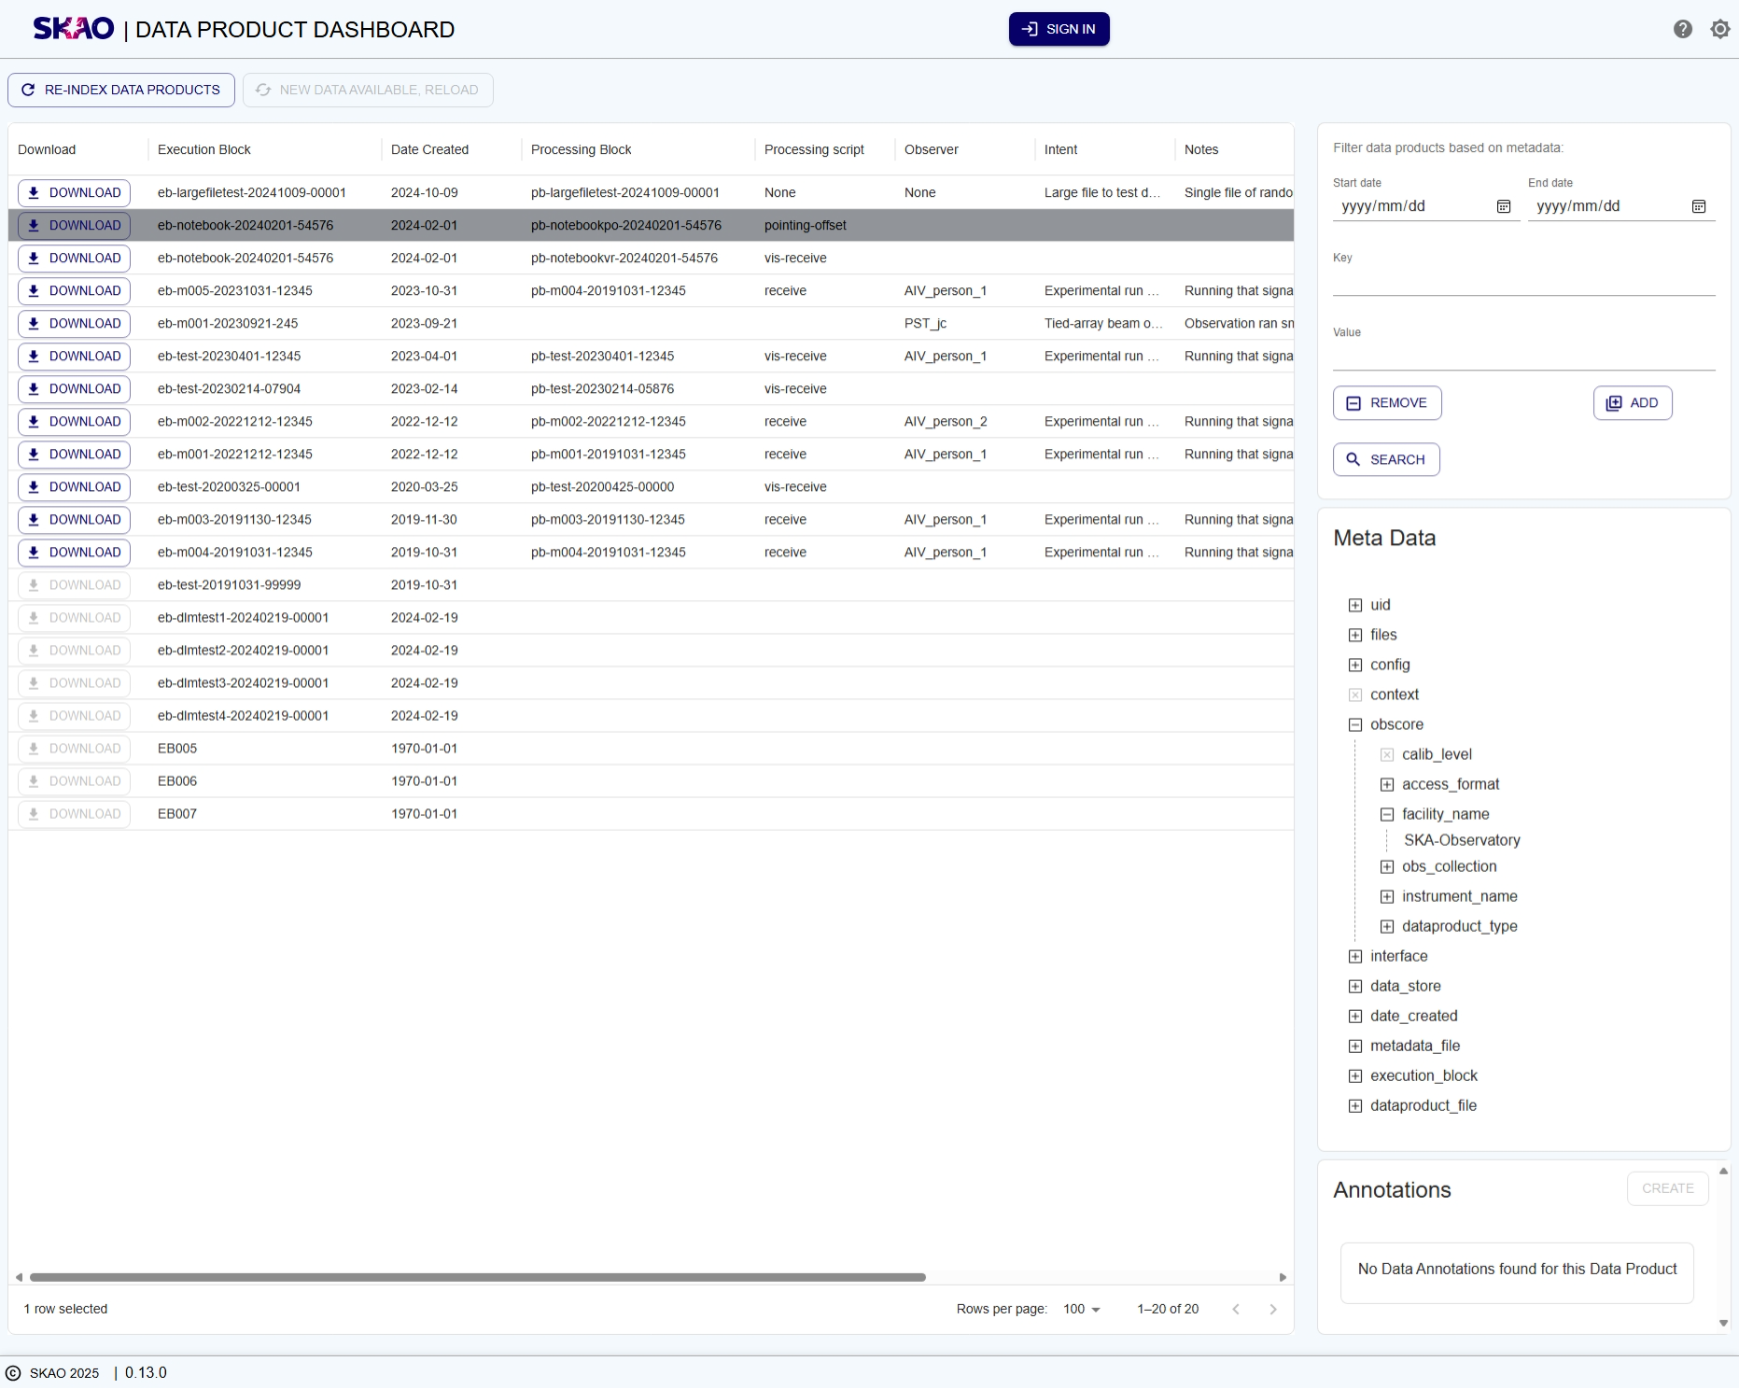 SKAO | DATA PRODUCT DASHBOARD
SIGN IN
RE-INDEX DATA PRODUCTS
NEW DATA AVAILABLE, RELOAD
Download Execution Block Date Created Processing Block Processing script Observer Intent Notes
DOWNLOAD eb-largefiletest-20241009-00001 2024-10-09 pb-largefiletest-20241009-00001 None None Large file to test d... Single file of rando
DOWNLOAD eb-notebook-20240201-54576 2024-02-01 pb-notebookpo-20240201-54576 pointing-offset
DOWNLOAD eb-notebook-20240201-54576 2024-02-01 pb-notebookvr-20240201-54576 vis-receive
DOWNLOAD eb-m005-20231031-12345 2023-10-31 pb-m004-20191031-12345 receive AIV_person_1 Experimental run ... Running that signa
DOWNLOAD eb-m001-20230921-245 2023-09-21 PST_jc Tied-array beam o... Observation ran sn
DOWNLOAD eb-test-20230401-12345 2023-04-01 pb-test-20230401-12345 vis-receive AIV_person_1 Experimental run ... Running that signa
DOWNLOAD eb-test-20230214-07904 2023-02-14 pb-test-20230214-05876 vis-receive
DOWNLOAD eb-m002-20221212-12345 2022-12-12 pb-m002-20221212-12345 receive AIV_person_2 Experimental run ... Running that signa
DOWNLOAD eb-m001-20221212-12345 2022-12-12 pb-m001-20191031-12345 receive AIV_person_1 Experimental run ... Running that signa
DOWNLOAD eb-test-20200325-00001 2020-03-25 pb-test-20200425-00000 vis-receive
DOWNLOAD eb-m003-20191130-12345 2019-11-30 pb-m003-20191130-12345 receive AIV_person_1 Experimental run ... Running that signa
DOWNLOAD eb-m004-20191031-12345 2019-10-31 pb-m004-20191031-12345 receive AIV_person_1 Experimental run ... Running that signa
DOWNLOAD eb-test-20191031-99999 2019-10-31
DOWNLOAD eb-dlmtest1-20240219-00001 2024-02-19
DOWNLOAD eb-dlmtest2-20240219-00001 2024-02-19
DOWNLOAD eb-dlmtest3-20240219-00001 2024-02-19
DOWNLOAD eb-dlmtest4-20240219-00001 2024-02-19
DOWNLOAD EB005 1970-01-01
DOWNLOAD EB006 1970-01-01
DOWNLOAD EB007 1970-01-01
1 row selected
Rows per page: 100 1–20 of 20
Filter data products based on metadata:
Start date End date
yyyy/mm/dd yyyy/mm/dd
Key
Value
REMOVE ADD
SEARCH
Meta Data
uid
files
config
context
obscore
calib_level
access_format
facility_name
SKA-Observatory
obs_collection
instrument_name
dataproduct_type
interface
data_store
date_created
metadata_file
execution_block
dataproduct_file
Annotations CREATE
No Data Annotations found for this Data Product
© SKAO 2025 | 0.13.0